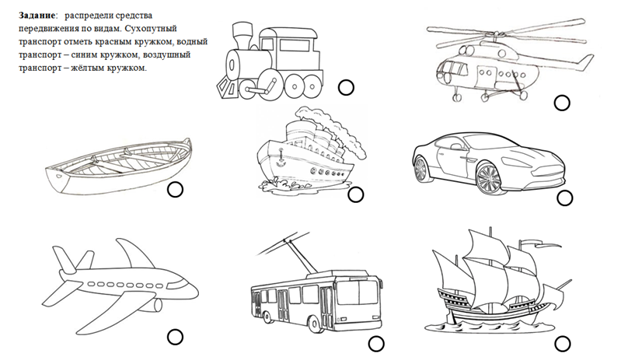 Задание: распредели средства
передвижения по видам. Сухопутный
транспорт отметь красным кружком, водный
транспорт – синим кружком, воздушный
транспорт – жёлтым кружком.